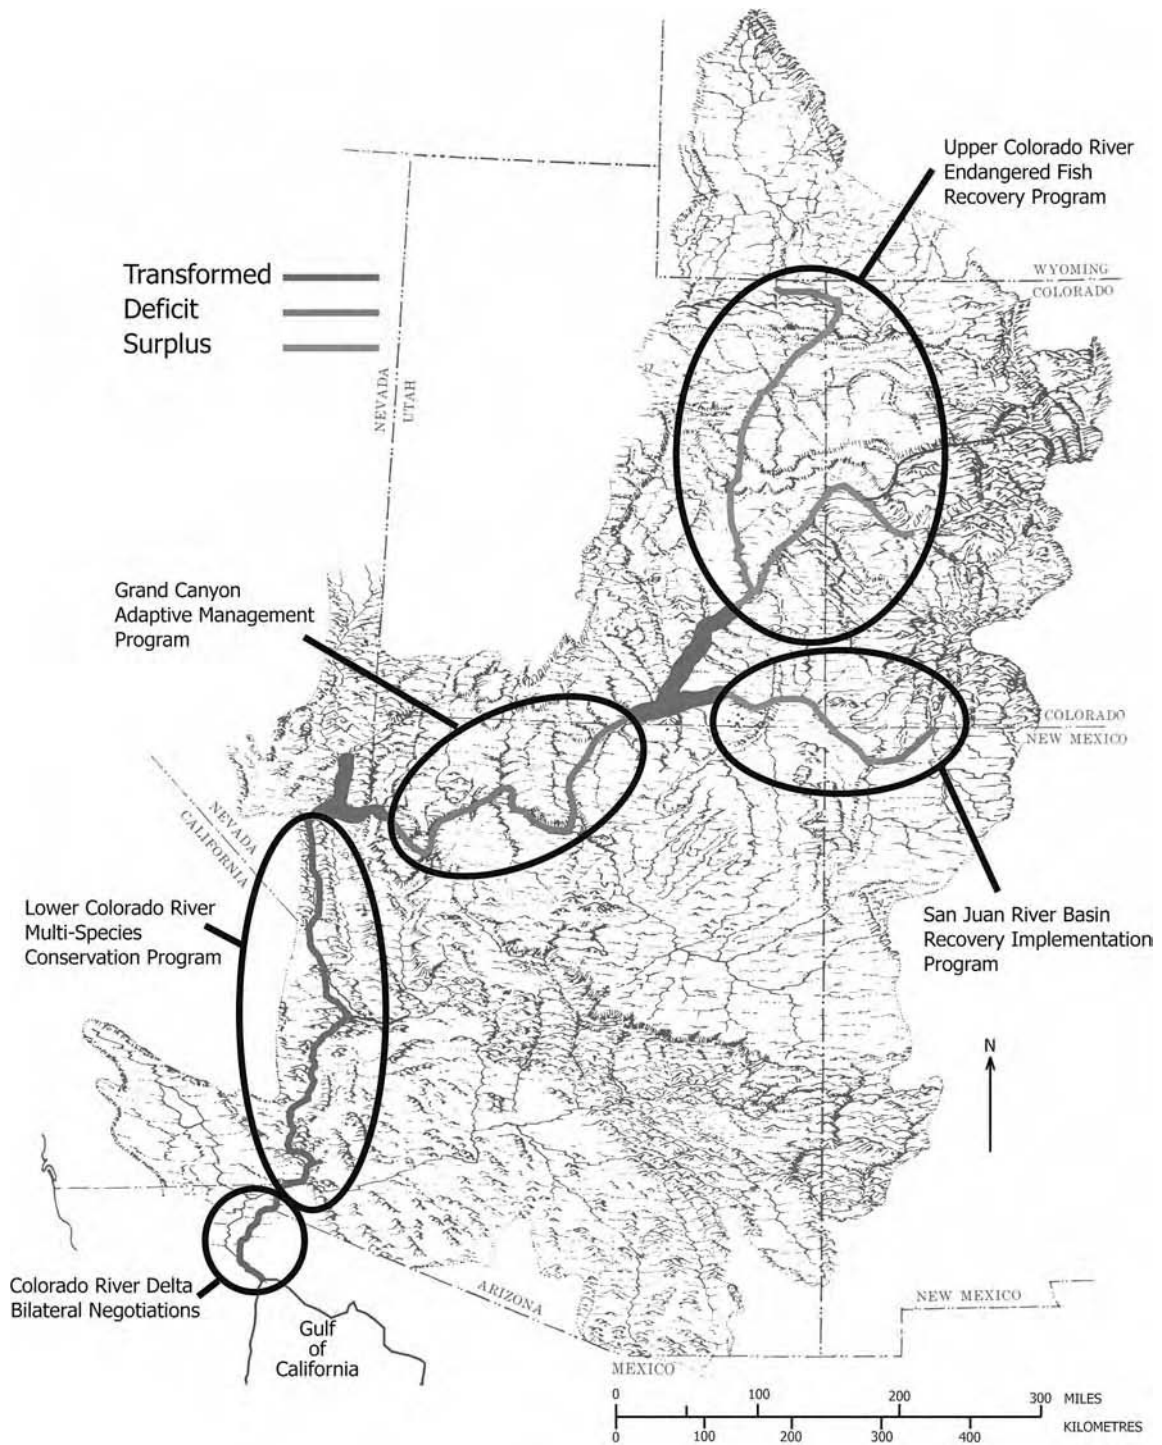 Upper Colorado River
Endangered Fish
Recovery Program
WYOMING
COLORADO
Transformed
Deficit
Surplus
NEVADA
UTAH
Grand Canyon
Adaptive Management
Program
COLORADO
NEW MEXICO
NEVADA
CALIFORNIA
Lower Colorado River
Multi-Species
Conservation Program
San Juan River Basin
Recovery Implementation
Program
N
Colorado River Delta
Bilateral Negotiations
ARIZONA
NEW MEXICO
Gulf
of
California
MEXICO
0 100 200 300 MILES
KILOMETRES
0 100 200 300 400